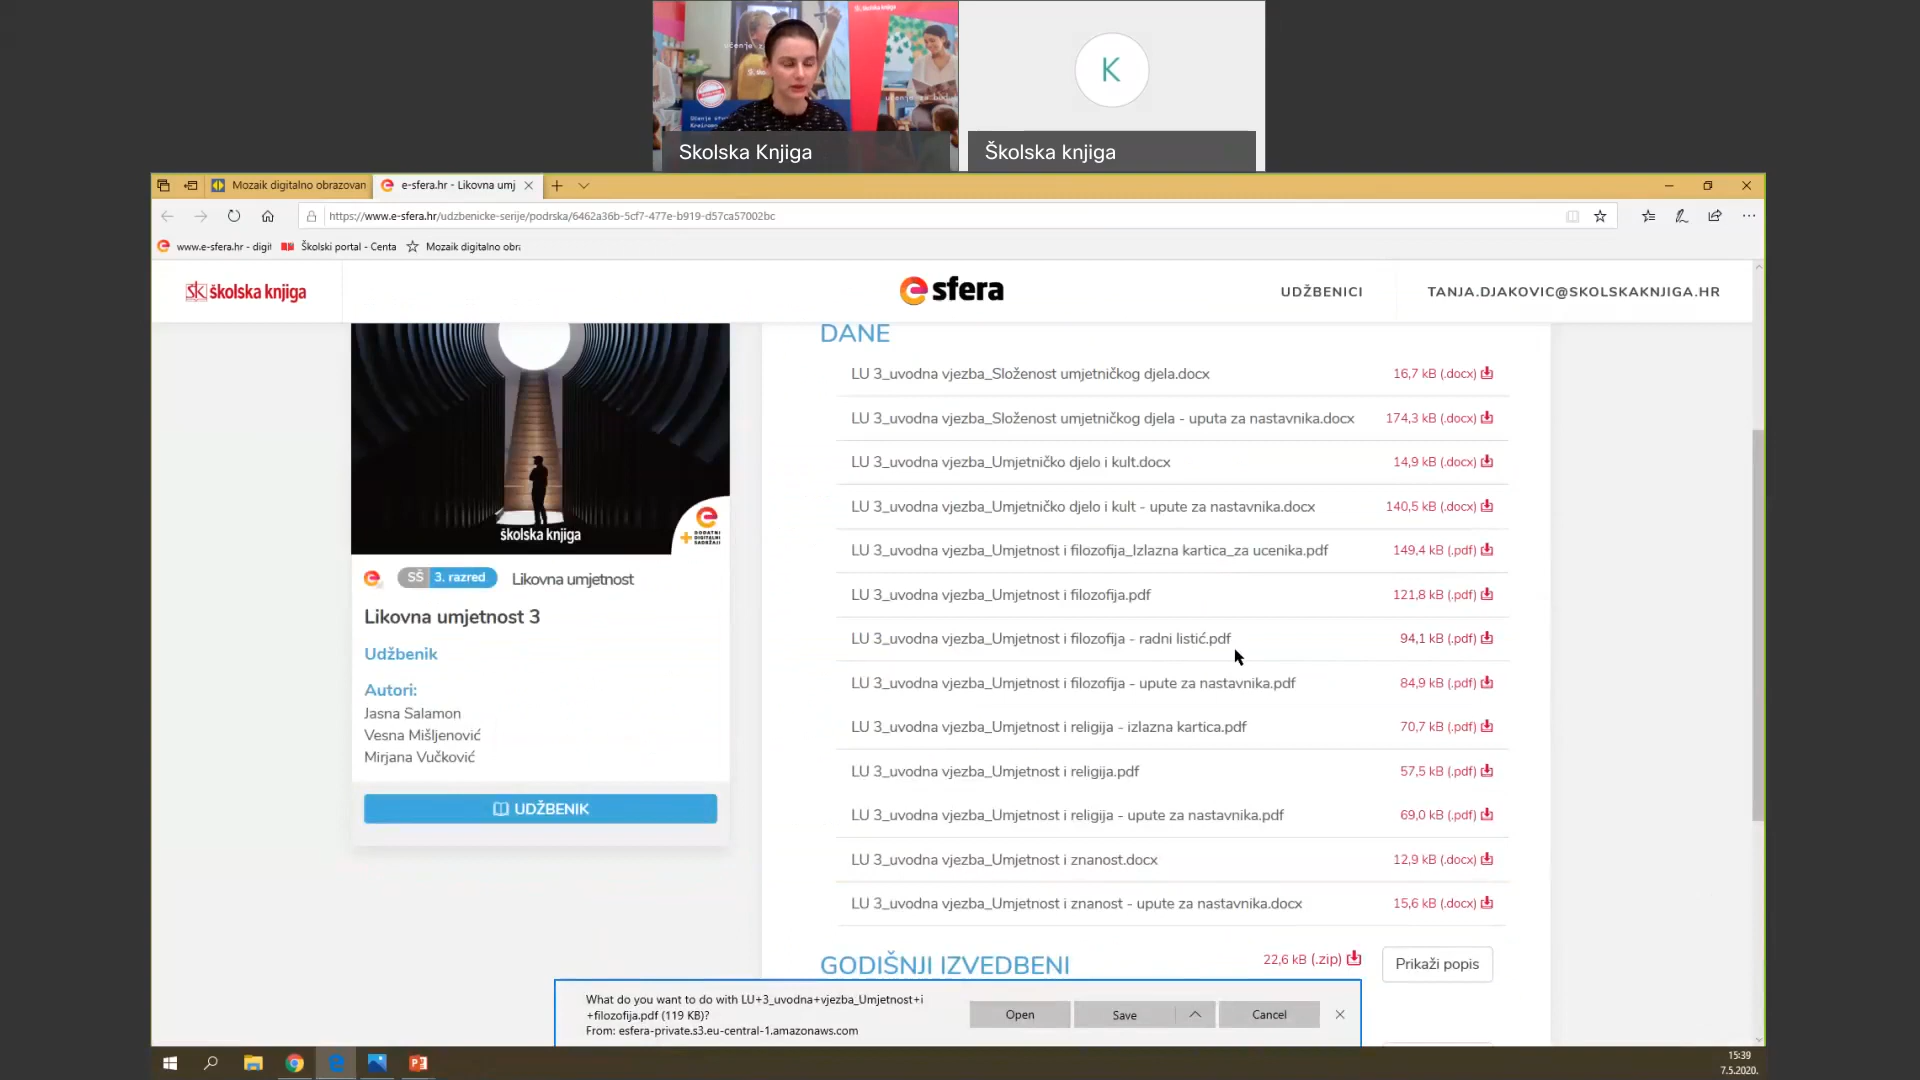 Skolska Knjiga
K
Školska knjiga
Mozaik digitalno obrazovan
e-sfera.hr - Likovna umj
https://www.e-sfera.hr/udzbenicke-serije/podrska/6462a36b-5cf7-477e-b919-d57ca57002bc
www.e-sfera.hr - digit
Školski portal - Centa
Mozaik digitalno obra
školska knjiga
e sfera
UDŽBENICI
TANJA.DJAKOVIC@SKOLSKAKNJIGA.HR
školska knjiga
DODATNI DIGITALNI SADRŽAJI
SŠ 3. razred Likovna umjetnost
Likovna umjetnost 3
Udžbenik
Autori:
Jasna Salamon
Vesna Mišljenović
Mirjana Vučković
UDŽBENIK
DANE
LU 3_uvodna vjezba_Složenost umjetničkog djela.docx 16,7 kB (.docx)
LU 3_uvodna vjezba_Složenost umjetničkog djela - uputa za nastavnika.docx 174,3 kB (.docx)
LU 3_uvodna vjezba_Umjetničko djelo i kult.docx 14,9 kB (.docx)
LU 3_uvodna vjezba_Umjetničko djelo i kult - upute za nastavnika.docx 140,5 kB (.docx)
LU 3_uvodna vjezba_Umjetnost i filozofija_Izlazna kartica_za ucenika.pdf 149,4 kB (.pdf)
LU 3_uvodna vjezba_Umjetnost i filozofija.pdf 121,8 kB (.pdf)
LU 3_uvodna vjezba_Umjetnost i filozofija - radni listić.pdf 94,1 kB (.pdf)
LU 3_uvodna vjezba_Umjetnost i filozofija - upute za nastavnika.pdf 84,9 kB (.pdf)
LU 3_uvodna vjezba_Umjetnost i religija - izlazna kartica.pdf 70,7 kB (.pdf)
LU 3_uvodna vjezba_Umjetnost i religija.pdf 57,5 kB (.pdf)
LU 3_uvodna vjezba_Umjetnost i religija - upute za nastavnika.pdf 69,0 kB (.pdf)
LU 3_uvodna vjezba_Umjetnost i znanost.docx 12,9 kB (.docx)
LU 3_uvodna vjezba_Umjetnost i znanost - upute za nastavnika.docx 15,6 kB (.docx)
GODIŠNJI IZVEDBENI 22,6 kB (.zip) Prikaži popis
What do you want to do with LU+3_uvodna+vjezba_Umjetnost+i
+filozofija.pdf (119 KB)?
From: esfera-private.s3.eu-central-1.amazonaws.com
Open
Save
Cancel
15:39
7.5.2020.